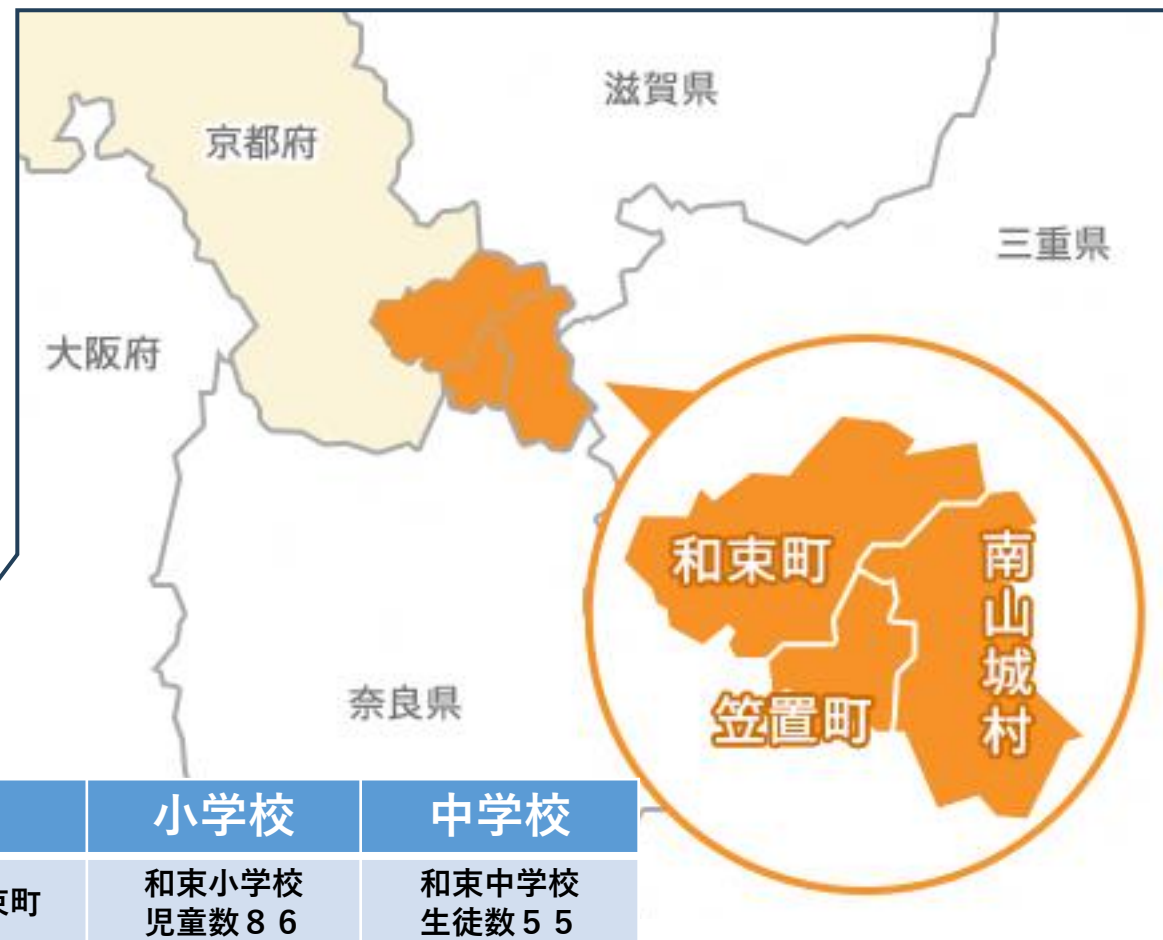 滋賀県
京都府
三重県
大阪府
和束町
南山城村
笠置町
奈良県
小学校
中学校
束町
和束小学校
児童数８６
和束中学校
生徒数５５